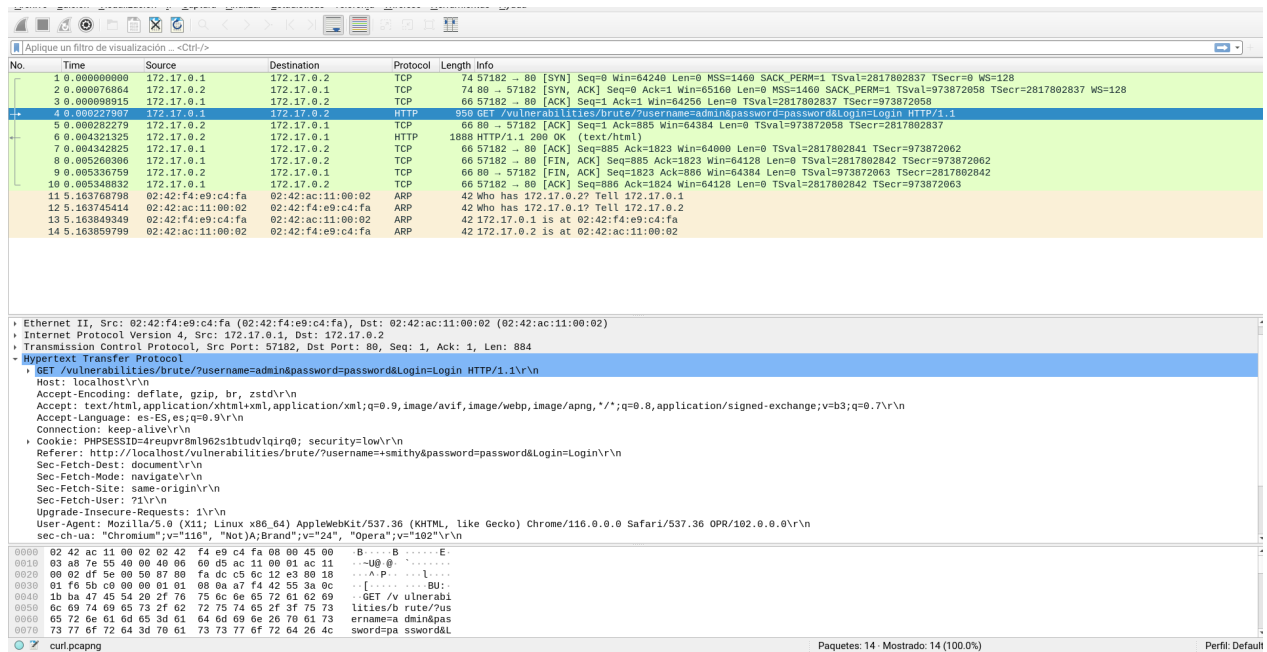 Aplique un filtro de visualización ... <Ctrl-/>
No. Time Source Destination Protocol Length Info
1 0.000000000 172.17.0.1 172.17.0.2 TCP 74 57182 → 80 [SYN] Seq=0 Win=64240 Len=0 MSS=1460 SACK_PERM=1 TSval=2817802837 TSecr=0 WS=128
2 0.000076864 172.17.0.2 172.17.0.1 TCP 74 80 → 57182 [SYN, ACK] Seq=0 Ack=1 Win=65160 Len=0 MSS=1460 SACK_PERM=1 TSval=973872058 TSecr=2817802837 WS=128
3 0.000098915 172.17.0.1 172.17.0.2 TCP 66 57182 → 80 [ACK] Seq=1 Ack=1 Win=64256 Len=0 TSval=2817802837 TSecr=973872058
4 0.000227907 172.17.0.1 172.17.0.2 HTTP 950 GET /vulnerabilities/brute/?username=admin&password=password&Login=Login HTTP/1.1
5 0.000282279 172.17.0.2 172.17.0.1 TCP 66 80 → 57182 [ACK] Seq=1 Ack=885 Win=64384 Len=0 TSval=973872058 TSecr=2817802837
6 0.004321325 172.17.0.2 172.17.0.1 HTTP 1888 HTTP/1.1 200 OK (text/html)
7 0.004342825 172.17.0.1 172.17.0.2 TCP 66 57182 → 80 [ACK] Seq=885 Ack=1823 Win=64000 Len=0 TSval=2817802841 TSecr=973872062
8 0.005260306 172.17.0.1 172.17.0.2 TCP 66 57182 → 80 [FIN, ACK] Seq=885 Ack=1823 Win=64128 Len=0 TSval=2817802842 TSecr=973872062
9 0.005336759 172.17.0.2 172.17.0.1 TCP 66 80 → 57182 [FIN, ACK] Seq=1823 Ack=886 Win=64384 Len=0 TSval=973872063 TSecr=2817802842
10 0.005348832 172.17.0.1 172.17.0.2 TCP 66 57182 → 80 [ACK] Seq=886 Ack=1824 Win=64128 Len=0 TSval=2817802842 TSecr=973872063
11 5.163768798 02:42:f4:e9:c4:fa 02:42:ac:11:00:02 ARP 42 Who has 172.17.0.2? Tell 172.17.0.1
12 5.163745414 02:42:ac:11:00:02 02:42:f4:e9:c4:fa ARP 42 Who has 172.17.0.1? Tell 172.17.0.2
13 5.163849349 02:42:f4:e9:c4:fa 02:42:ac:11:00:02 ARP 42 172.17.0.1 is at 02:42:f4:e9:c4:fa
14 5.163859799 02:42:ac:11:00:02 02:42:f4:e9:c4:fa ARP 42 172.17.0.2 is at 02:42:ac:11:00:02
Ethernet II, Src: 02:42:f4:e9:c4:fa (02:42:f4:e9:c4:fa), Dst: 02:42:ac:11:00:02 (02:42:ac:11:00:02)
Internet Protocol Version 4, Src: 172.17.0.1, Dst: 172.17.0.2
Transmission Control Protocol, Src Port: 57182, Dst Port: 80, Seq: 1, Ack: 1, Len: 884
Hypertext Transfer Protocol
GET /vulnerabilities/brute/?username=admin&password=password&Login=Login HTTP/1.1\r\n
Host: localhost\r\n
Accept-Encoding: deflate, gzip, br, zstd\r\n
Accept: text/html,application/xhtml+xml,application/xml;q=0.9,image/avif,image/webp,image/apng,*/*;q=0.8,application/signed-exchange;v=b3;q=0.7\r\n
Accept-Language: es-ES,es;q=0.9\r\n
Connection: keep-alive\r\n
Cookie: PHPSESSID=4reupvr8ml962s1btudvlqirq0; security=low\r\n
Referer: http://localhost/vulnerabilities/brute/?username=+smithy&password=password&Login=Login\r\n
Sec-Fetch-Dest: document\r\n
Sec-Fetch-Mode: navigate\r\n
Sec-Fetch-Site: same-origin\r\n
Sec-Fetch-User: ?1\r\n
Upgrade-Insecure-Requests: 1\r\n
User-Agent: Mozilla/5.0 (X11; Linux x86_64) AppleWebKit/537.36 (KHTML, like Gecko) Chrome/116.0.0.0 Safari/537.36 OPR/102.0.0.0\r\n
sec-ch-ua: "Chromium";v="116", "Not)A;Brand";v="24", "Opera";v="102"\r\n
0000 02 42 ac 11 00 02 02 42 f4 e9 c4 fa 08 00 45 00 ·B·····B ······E·
0010 03 a8 7e 55 40 00 40 06 60 d5 ac 11 00 01 ac 11 ··~U@·@· `·······
0020 00 02 df 5e 00 50 87 80 fa dc c5 6c 12 e3 80 18 ···^·P·· ···l····
0030 01 f6 5b c0 00 00 01 01 08 0a a7 f4 42 55 3a 0c ··[····· ····BU:·
0040 1b ba 47 45 54 20 2f 76 75 6c 6e 65 72 61 62 69 ··GET /v ulnerabi
0050 6c 69 74 69 65 73 2f 62 72 75 74 65 2f 3f 75 73 lities/b rute/?us
0060 65 72 6e 61 6d 65 3d 61 64 6d 69 6e 26 70 61 73 ername=a dmin&pas
0070 73 77 6f 72 64 3d 70 61 73 73 77 6f 72 64 26 4c sword=pa ssword&L
curl.pcapng Paquetes: 14 · Mostrado: 14 (100.0%) Perfil: Default